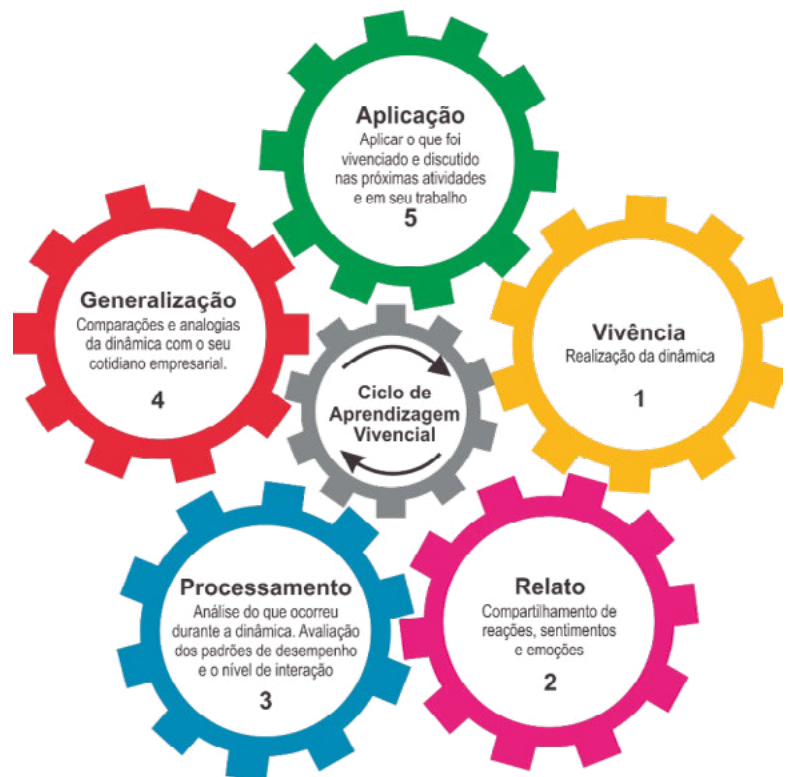 Aplicação
Aplicar o que foi
vivenciado e discutido
nas próximas atividades
e em seu trabalho
5
Vivência
Realização da dinâmica
1
Relato
Compartilhamento de
reações, sentimentos
e emoções
2
Processamento
Análise do que ocorreu
durante a dinâmica. Avaliação
dos padrões de desempenho
e o nível de interação
3
Generalização
Comparações e analogias
da dinâmica com o seu
cotidiano empresarial.
4
Ciclo de
Aprendizagem
Vivencial